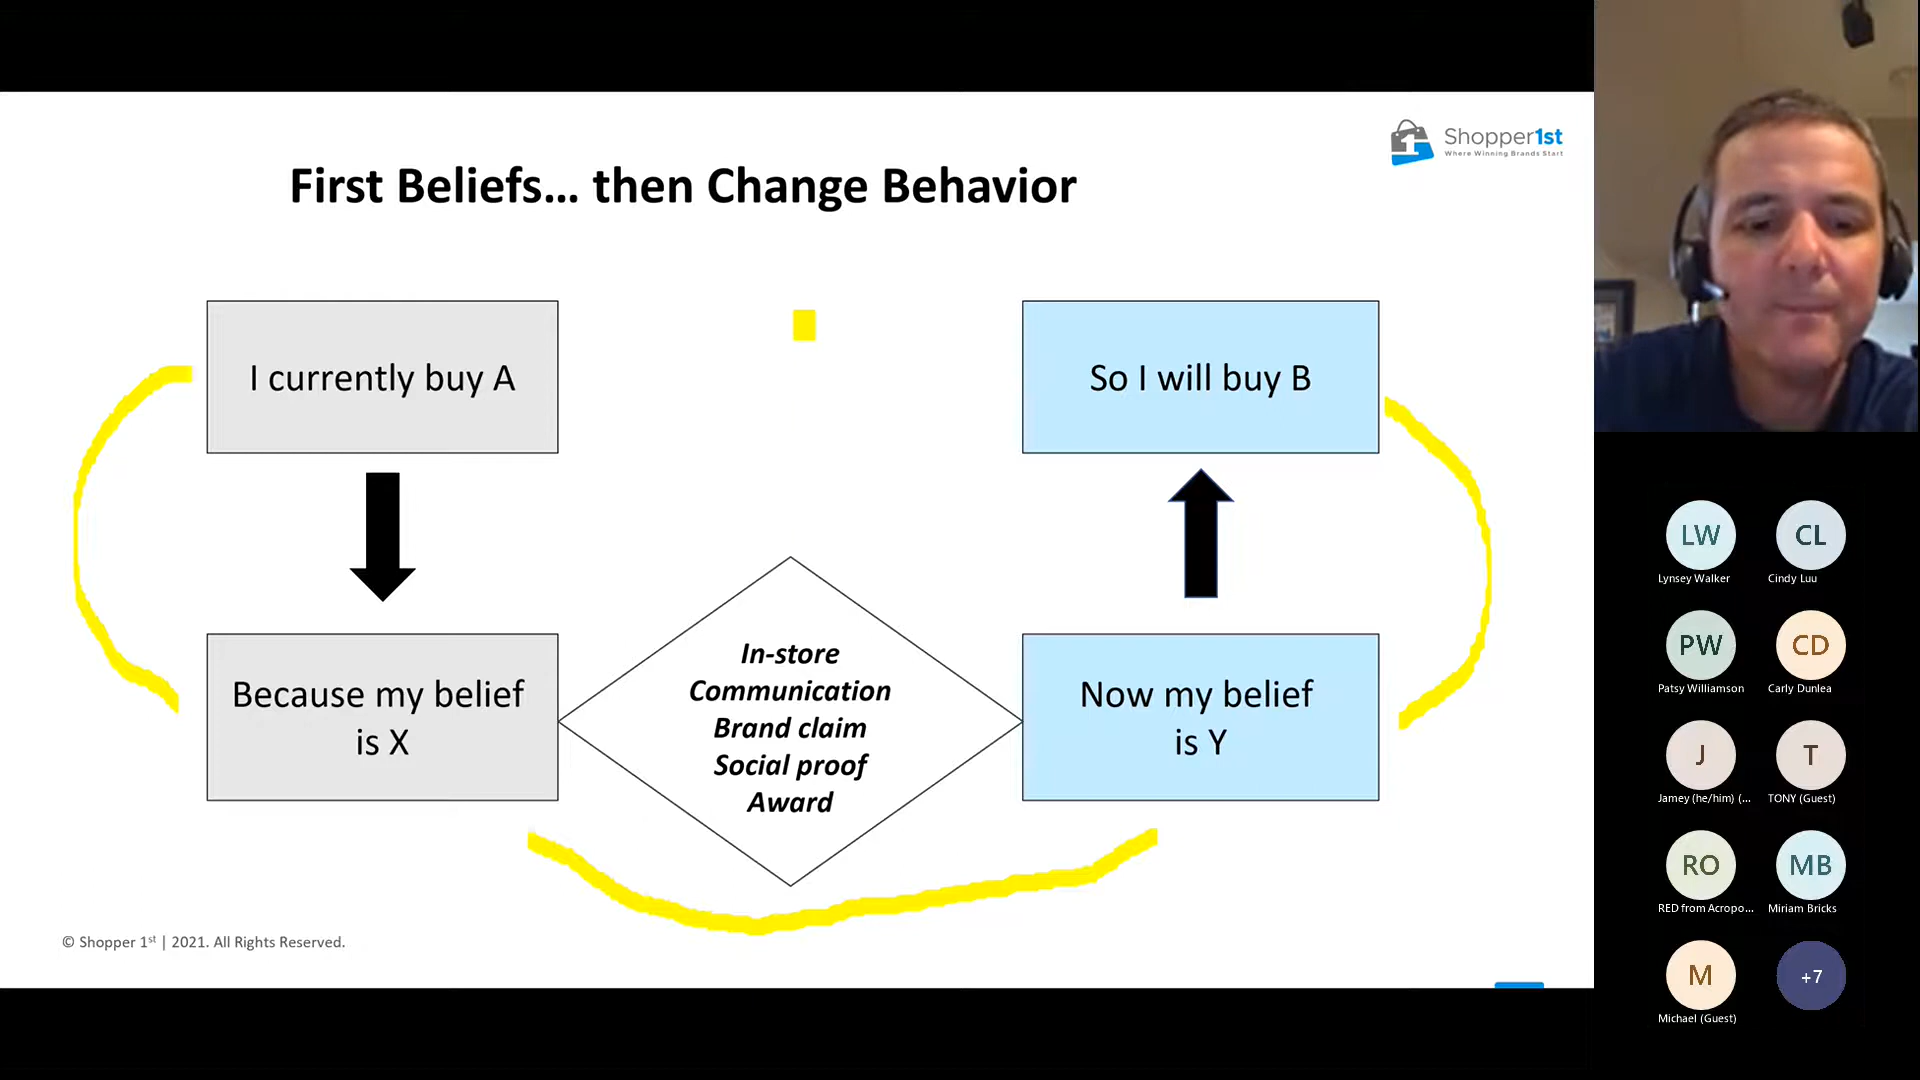 Shopper1st
Where Winning Brands Start
First Beliefs... then Change Behavior
I currently buy A
So I will buy B
Because my belief
is X
In-store
Communication
Brand claim
Social proof
Award
Now my belief
is Y
© Shopper 1st | 2021. All Rights Reserved.
LW
Lynsey Walker
CL
Cindy Luu
PW
Patsy Williamson
CD
Carly Dunlea
J
Jamey (he/him) (...
T
TONY (Guest)
RO
RED from Acropo...
MB
Miriam Bricks
M
Michael (Guest)
+7